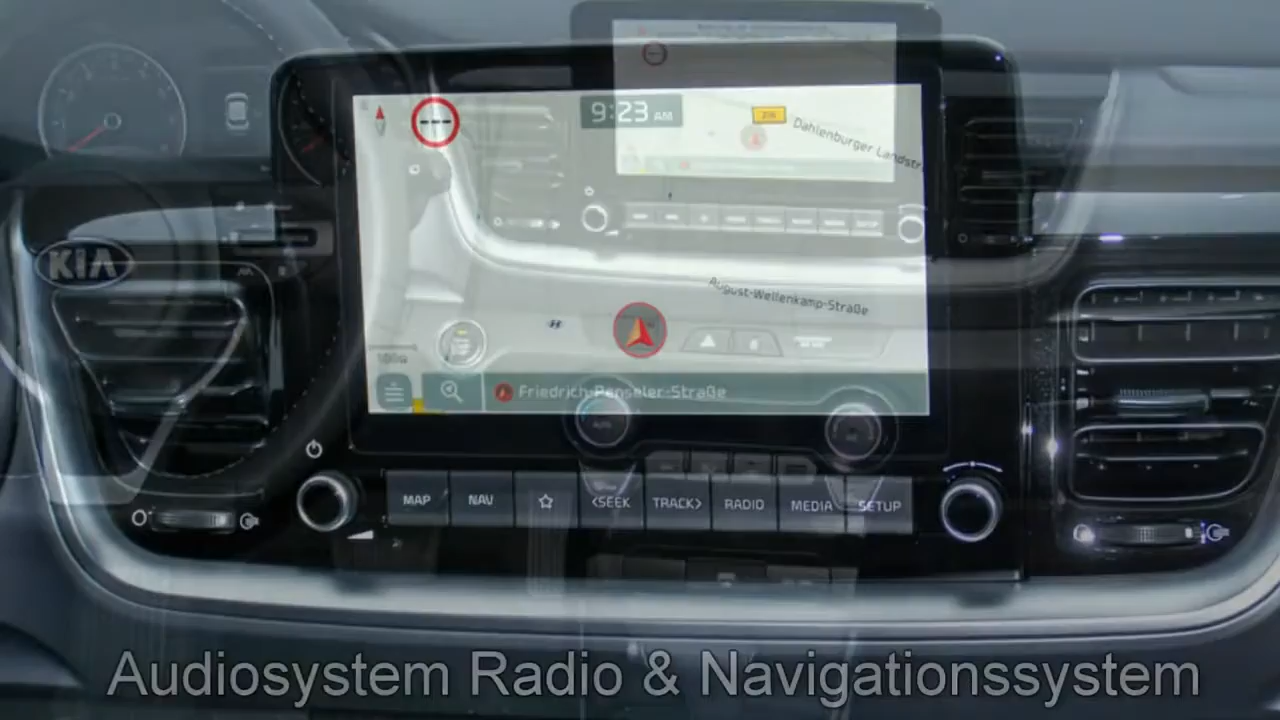 9:23 AM
Dahlenburger Landstr.
KIA
August-Wellenkamp-Straße
Friedrich-Penseler-Straße
AUTO
MAP NAV <SEEK TRACK> RADIO MEDIA SETUP
Audiosystem Radio & Navigationssystem